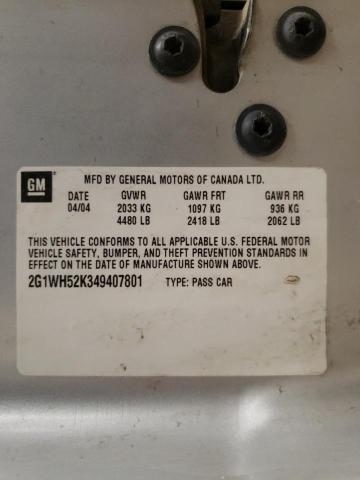 GM
MFD BY GENERAL MOTORS OF CANADA LTD.
DATE GVWR GAWR FRT GAWR RR
04/04 2033 KG 1097 KG 936 KG
4480 LB 2418 LB 2062 LB
THIS VEHICLE CONFORMS TO ALL APPLICABLE U.S. FEDERAL MOTOR
VEHICLE SAFETY, BUMPER, AND THEFT PREVENTION STANDARDS IN
EFFECT ON THE DATE OF MANUFACTURE SHOWN ABOVE.
2G1WH52K349407801 TYPE: PASS CAR